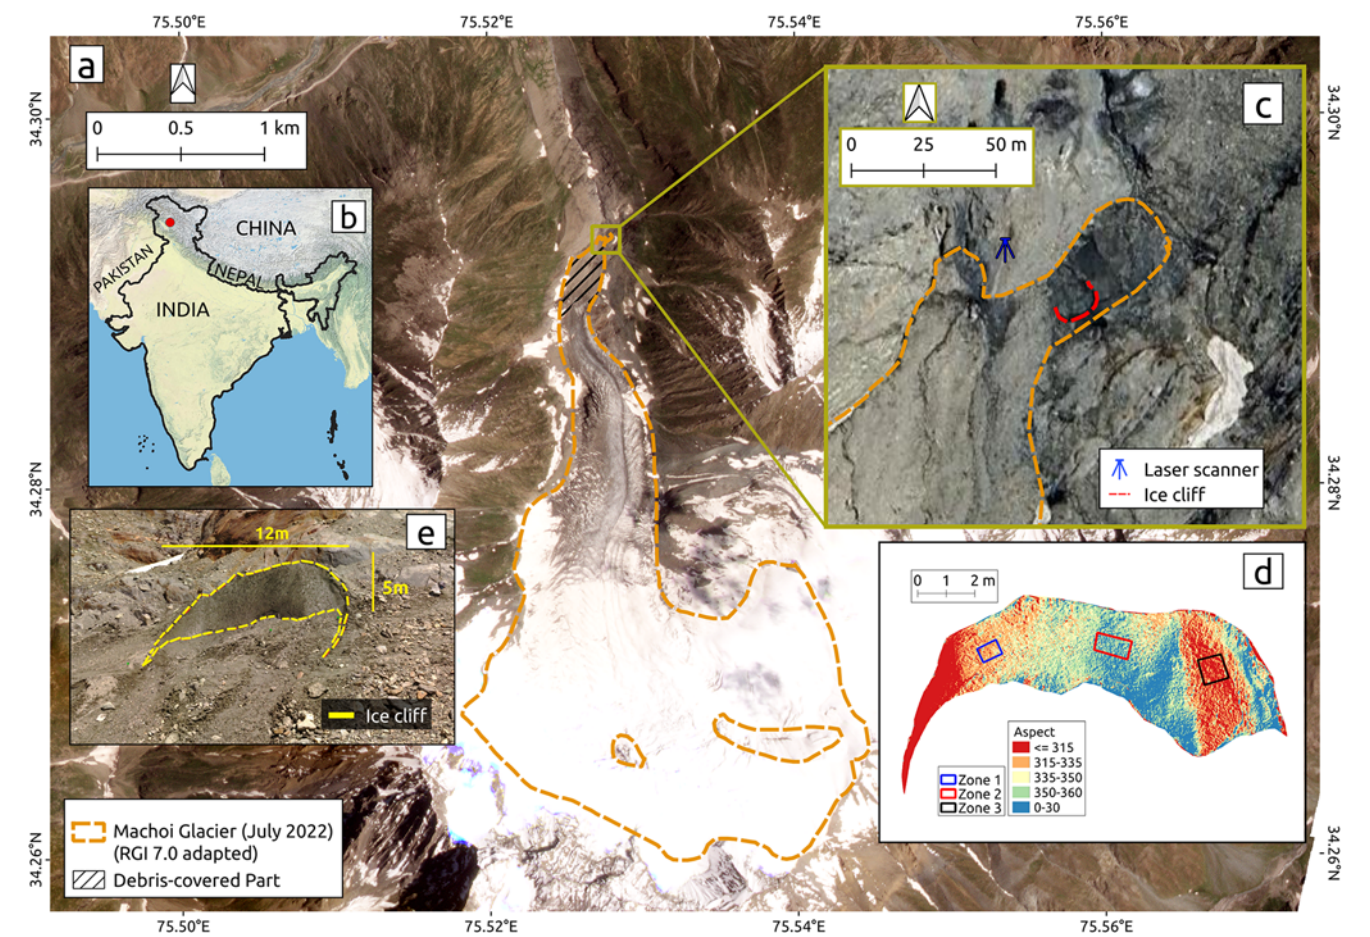 75.50°E
75.52°E
75.54°E
75.56°E
34.30°N
34.28°N
34.26°N
34.30°N
34.28°N
34.26°N
a
0 0.5 1 km
b
CHINA
PAKISTAN
NEPAL
INDIA
c
0 25 50 m
Laser scanner
Ice cliff
e
12m
5m
Ice cliff
d
0 1 2 m
Aspect
<= 315
315-335
335-350
350-360
0-30
Zone 1
Zone 2
Zone 3
Machoi Glacier (July 2022)
(RGI 7.0 adapted)
Debris-covered Part
75.50°E
75.52°E
75.54°E
75.56°E